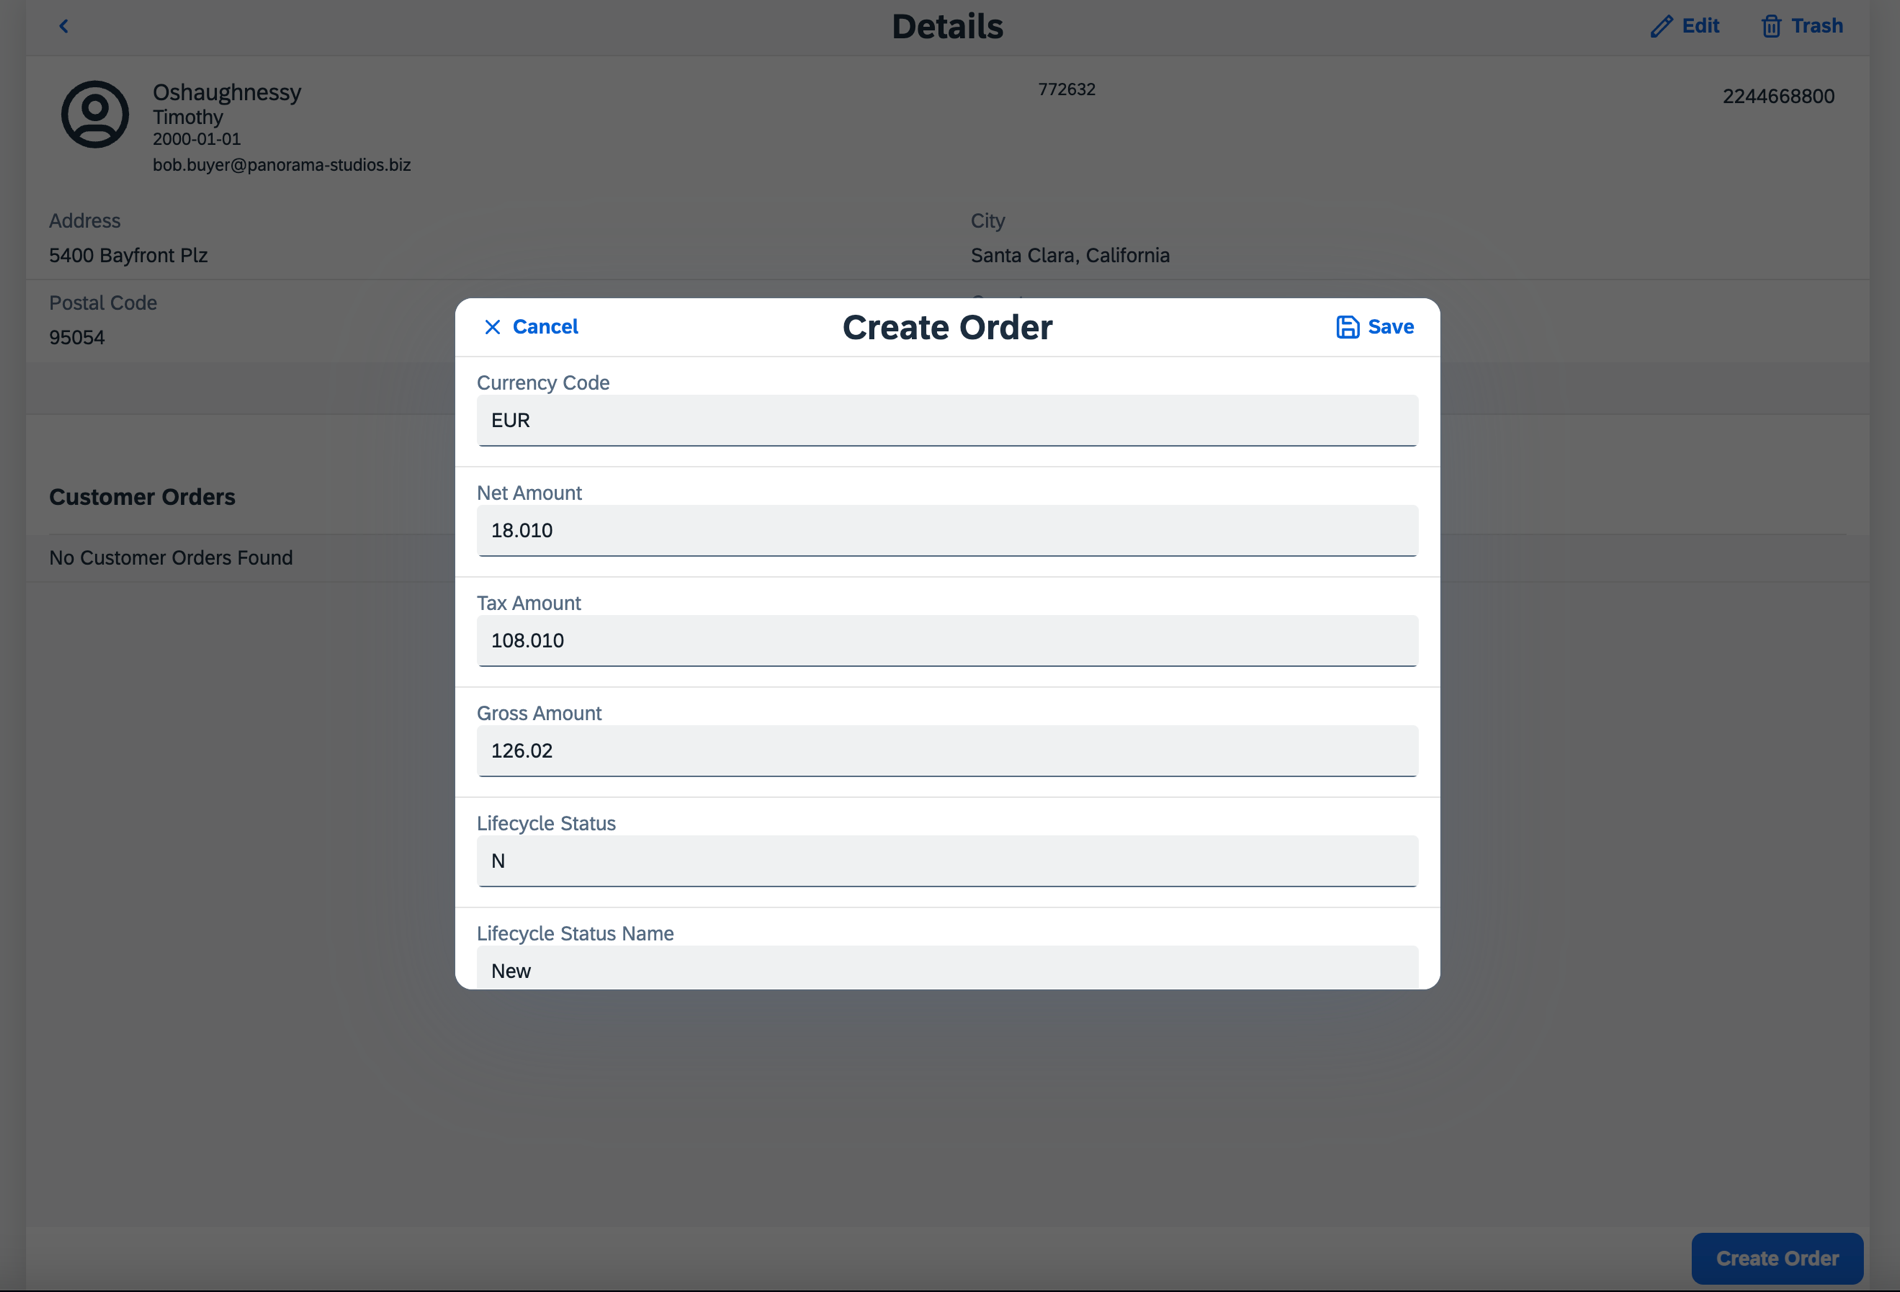 Details
Edit
Trash
Oshaughnessy
Timothy
2000-01-01
bob.buyer@panorama-studios.biz
772632
2244668800
Address
5400 Bayfront Plz
City
Santa Clara, California
Postal Code
95054
Customer Orders
No Customer Orders Found
Cancel
Create Order
Save
Currency Code
EUR
Net Amount
18.010
Tax Amount
108.010
Gross Amount
126.02
Lifecycle Status
N
Lifecycle Status Name
New
Create Order